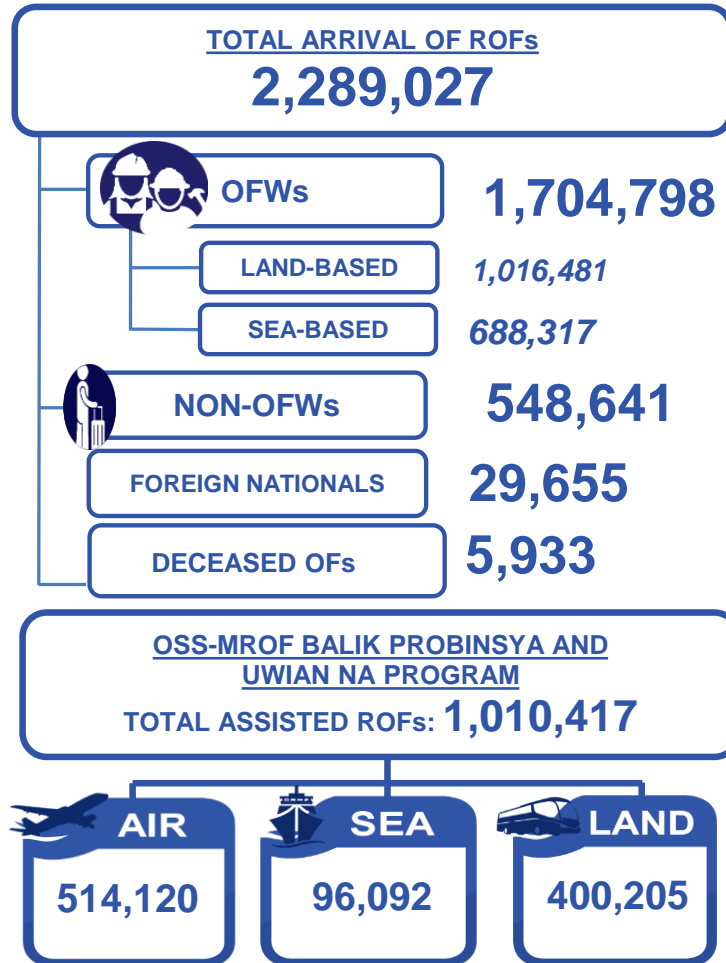 TOTAL ARRIVAL OF ROFs
2,289,027
OFWs 1,704,798
LAND-BASED 1,016,481
SEA-BASED 688,317
NON-OFWs 548,641
FOREIGN NATIONALS 29,655
DECEASED OFs 5,933
OSS-MROF BALIK PROBINSYA AND
UWIAN NA PROGRAM
TOTAL ASSISTED ROFs: 1,010,417
AIR SEA LAND
514,120 96,092 400,205